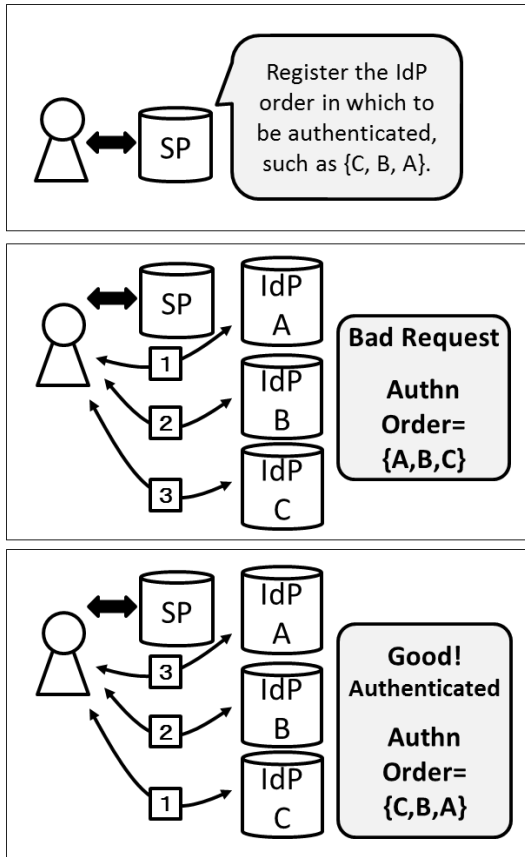 Register the IdP
order in which to
be authenticated,
such as {C, B, A}.
SP
SP
IdP
A
1
IdP
B
2
IdP
C
3
Bad Request
Authn
Order=
{A,B,C}
SP
IdP
A
3
IdP
B
2
IdP
C
1
Good!
Authenticated
Authn
Order=
{C,B,A}